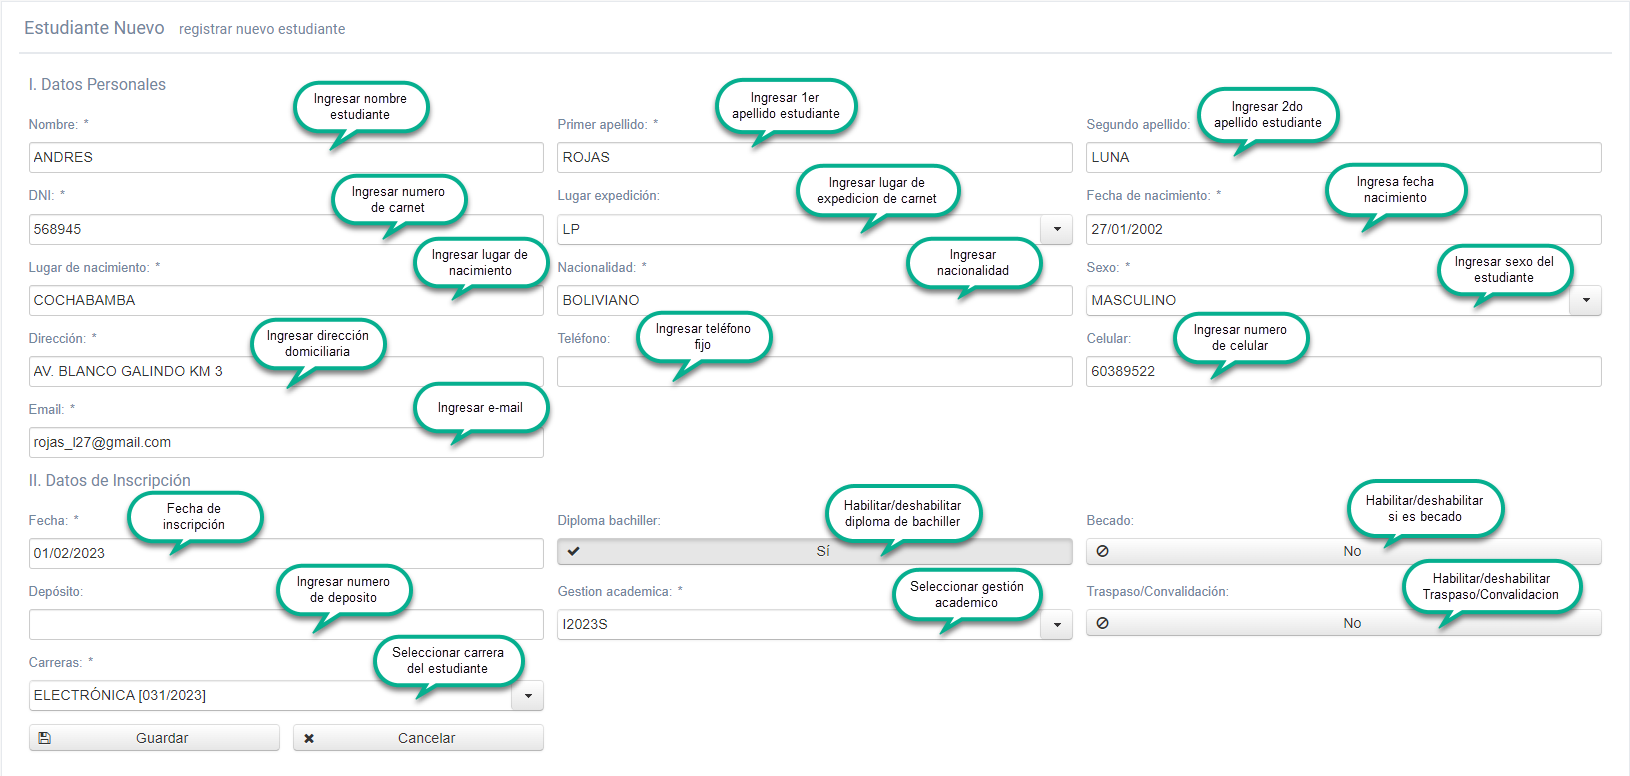 Estudiante Nuevo registrar nuevo estudiante
I. Datos Personales
Ingresar nombre
estudiante
Ingresar 1er
apellido estudiante
Ingresar 2do
apellido estudiante
Nombre: *
Primer apellido: *
Segundo apellido:
ANDRES
ROJAS
LUNA
Ingresar numero
de carnet
Ingresar lugar de
expedicion de carnet
Ingresa fecha
nacimiento
DNI: *
Lugar expedición:
Fecha de nacimiento: *
568945
LP
27/01/2002
Ingresar lugar de
nacimiento
Ingresar
nacionalidad
Ingresar sexo del
estudiante
Lugar de nacimiento: *
Nacionalidad: *
Sexo: *
COCHABAMBA
BOLIVIANO
MASCULINO
Ingresar dirección
domiciliaria
Ingresar teléfono
fijo
Ingresar numero
de celular
Dirección: *
Teléfono:
Celular:
AV. BLANCO GALINDO KM 3
60389522
Email: *
Ingresar e-mail
rojas_l27@gmail.com
II. Datos de Inscripción
Fecha de
inscripción
Habilitar/deshabilitar
diploma de bachiller
Habilitar/deshabilitar
si es becado
Fecha: *
Diploma bachiller:
Becado:
01/02/2023
Sí
No
Ingresar numero
de deposito
Seleccionar gestión
academico
Habilitar/deshabilitar
Traspaso/Convalidacion
Depósito:
Gestion academica: *
Traspaso/Convalidación:
I2023S
No
Seleccionar carrera
del estudiante
Carreras: *
ELECTRÓNICA [031/2023]
Guardar
Cancelar